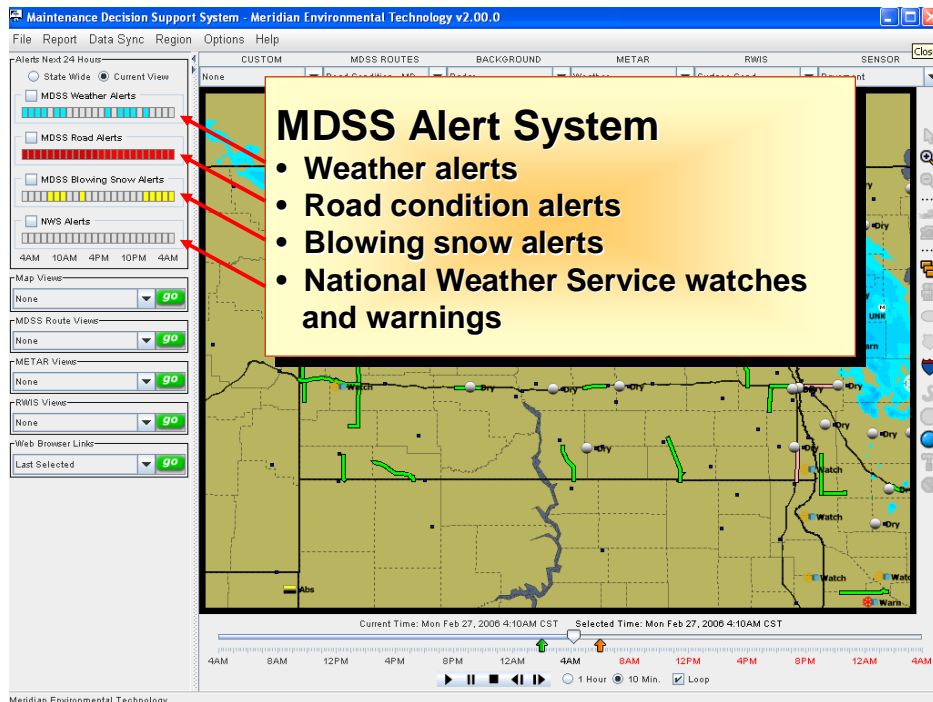 Maintenance Decision Support System - Meridian Environmental Technology v2.00.0
File Report Data Sync Region Options Help
Clos
Alerts Next 24 Hours
State Wide Current View
MDSS Weather Alerts
MDSS Road Alerts
MDSS Blowing Snow Alerts
NWS Alerts
4AM 10AM 4PM 10PM 4AM
Map Views
None go
MDSS Route Views
None go
METAR Views
None go
RWIS Views
None go
Web Browser Links
Last Selected go
CUSTOM MDSS ROUTES BACKGROUND METAR RWIS SENSOR
None
MDSS Alert System
• Weather alerts
• Road condition alerts
• Blowing snow alerts
• National Weather Service watches
and warnings
Dry
UNK
arn
Watch Dry Dry Dry Dry Dry
Dry
Dry Dry Dry
Watch
Watch Dry
Abs Watch Watc
Warn
Current Time: Mon Feb 27, 2006 4:10AM CST Selected Time: Mon Feb 27, 2006 4:10AM CST
4AM 8AM 12PM 4PM 8PM 12AM 4AM 8AM 12PM 4PM 8PM 12AM 4AM
1 Hour 10 Min. Loop
Meridian Environmental Technology